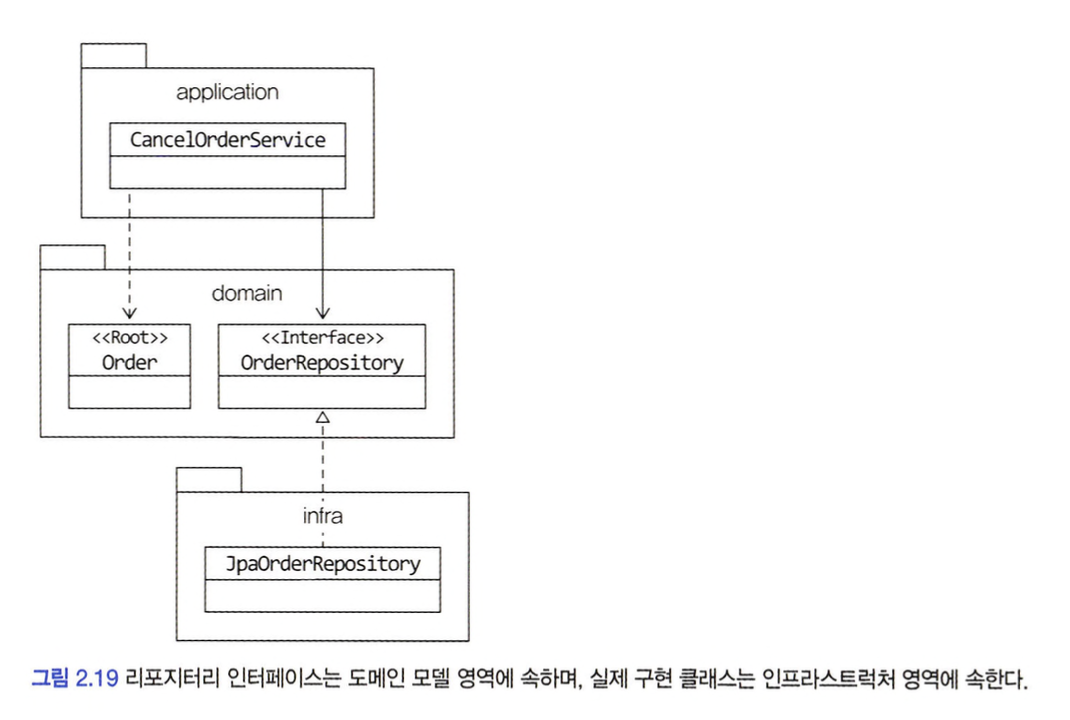 application
CancelOrderService
domain
<<Root>>
Order
<<Interface>>
OrderRepository
infra
JpaOrderRepository
그림 2.19 리포지터리 인터페이스는 도메인 모델 영역에 속하며, 실제 구현 클래스는 인프라스트럭처 영역에 속한다.